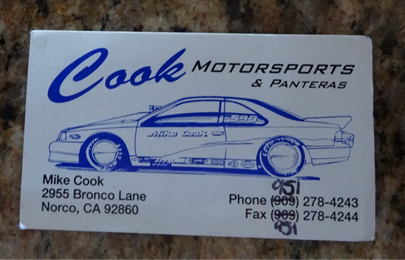 Cook MOTORSPORTS
& PANTERAS
Mike Cook
Mike Cook
2955 Bronco Lane
Norco, CA 92860
951
Phone (909) 278-4243
Fax (909) 278-4244
951